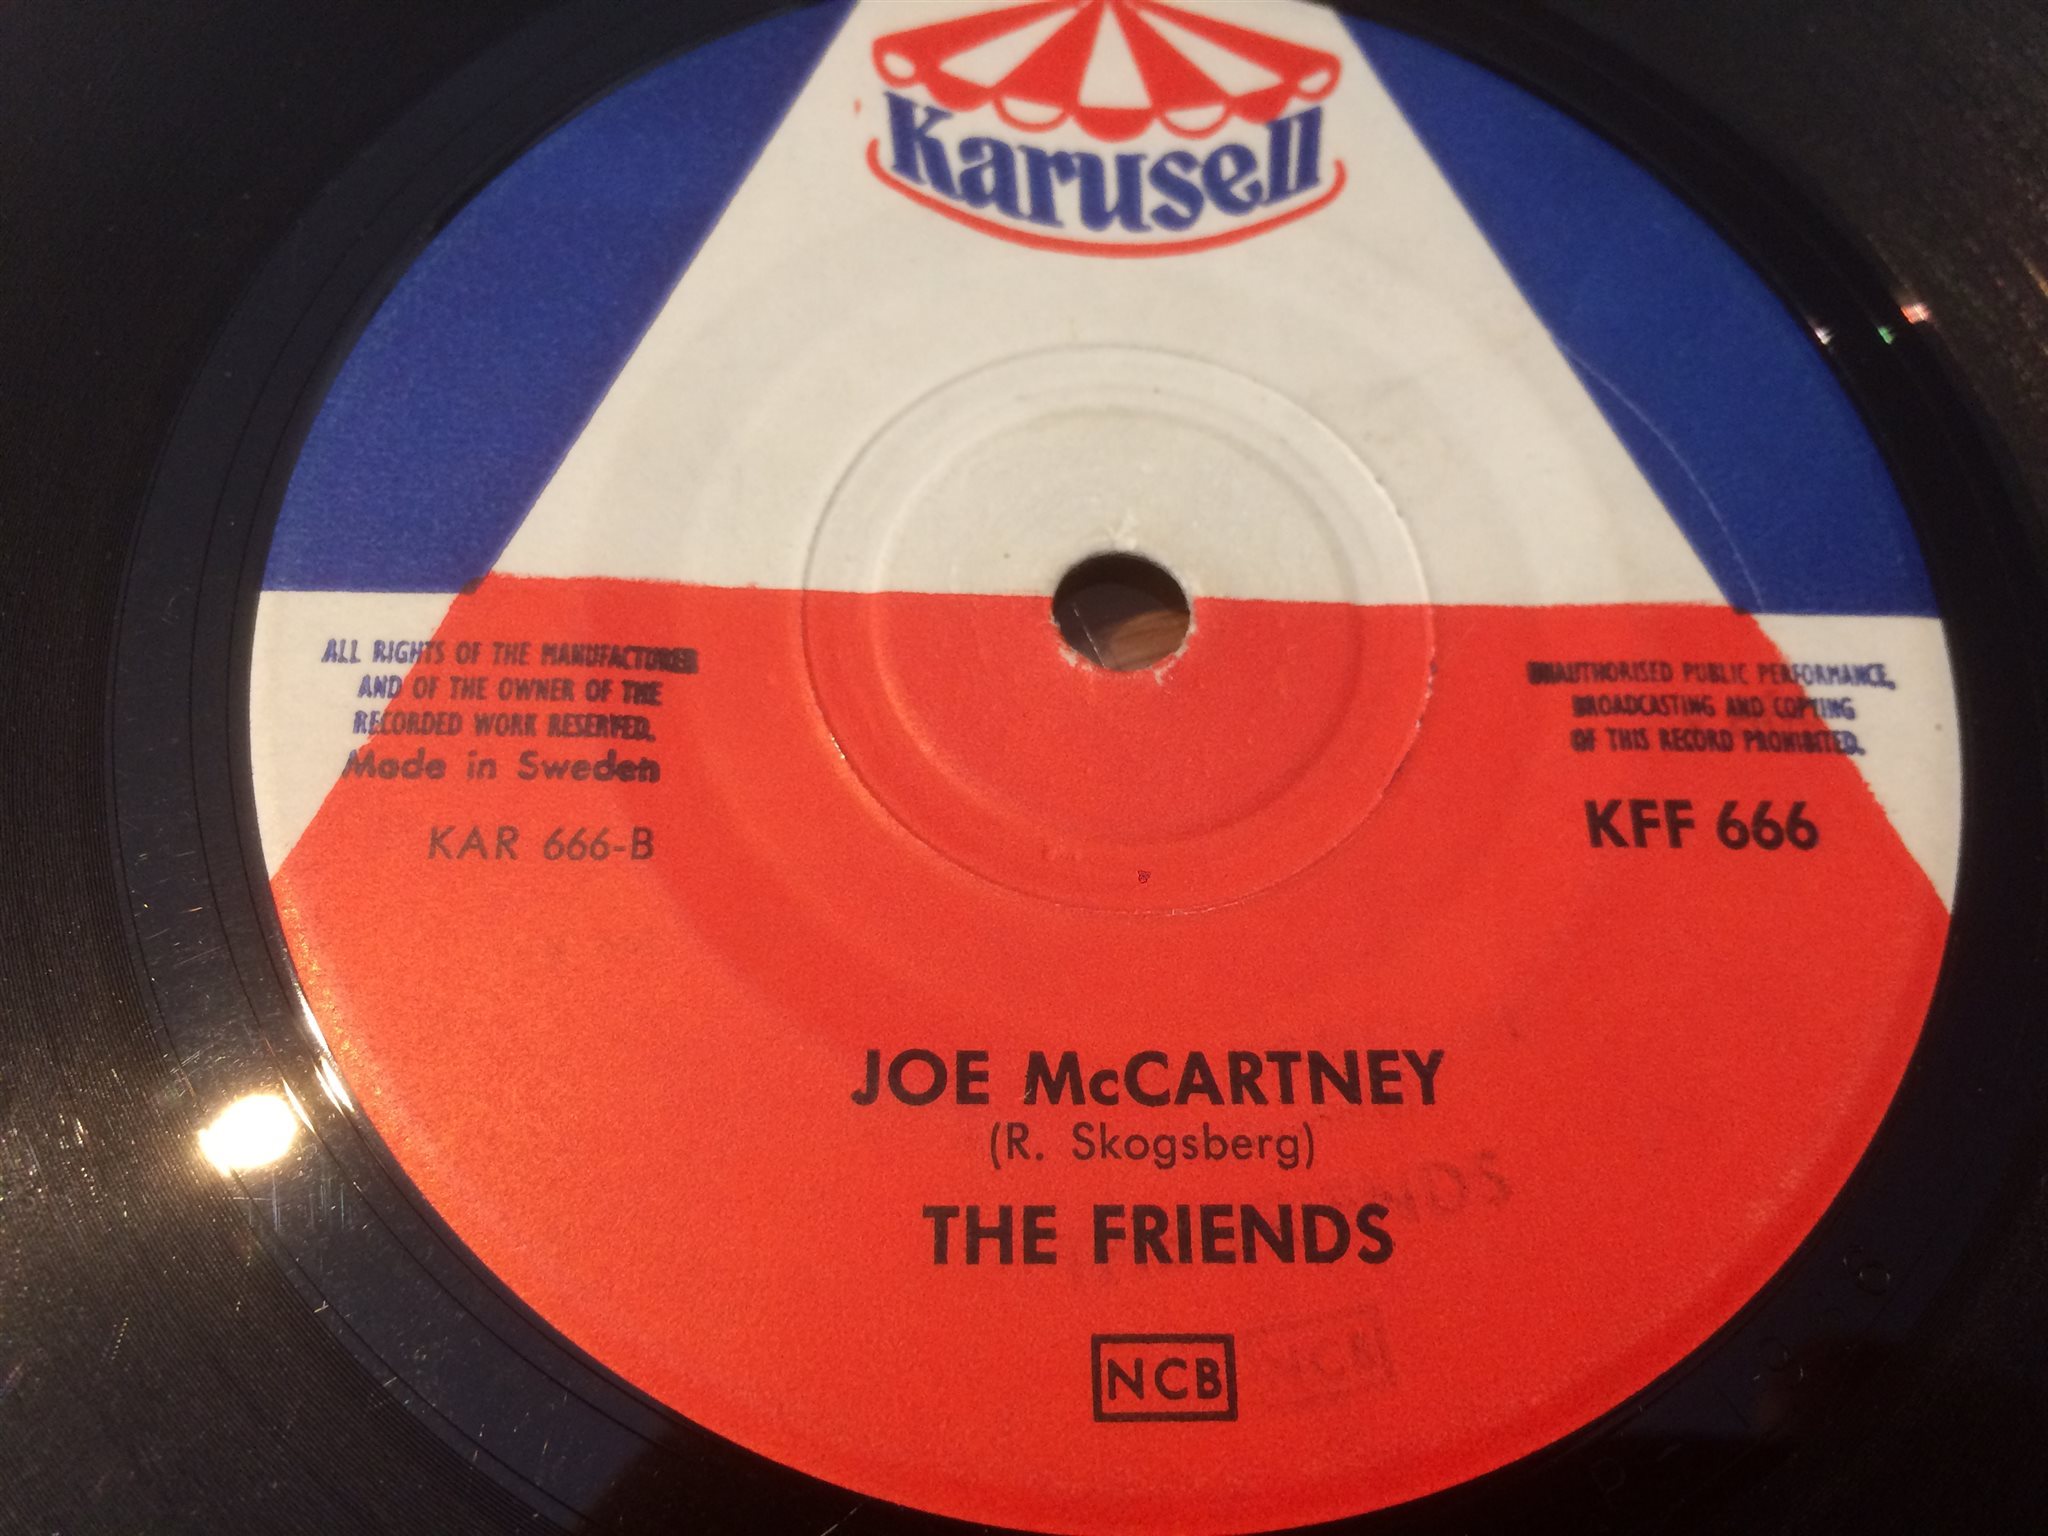 Karusell
ALL RIGHTS OF THE MANUFACTURER
AND OF THE OWNER OF THE
RECORDED WORK RESERVED.
Made in Sweden
KAR 666-B
UNAUTHORISED PUBLIC PERFORMANCE,
BROADCASTING AND COPYING
OF THIS RECORD PROHIBITED.
KFF 666
JOE McCARTNEY
(R. Skogsberg)
THE FRIENDS
NCB
NCB